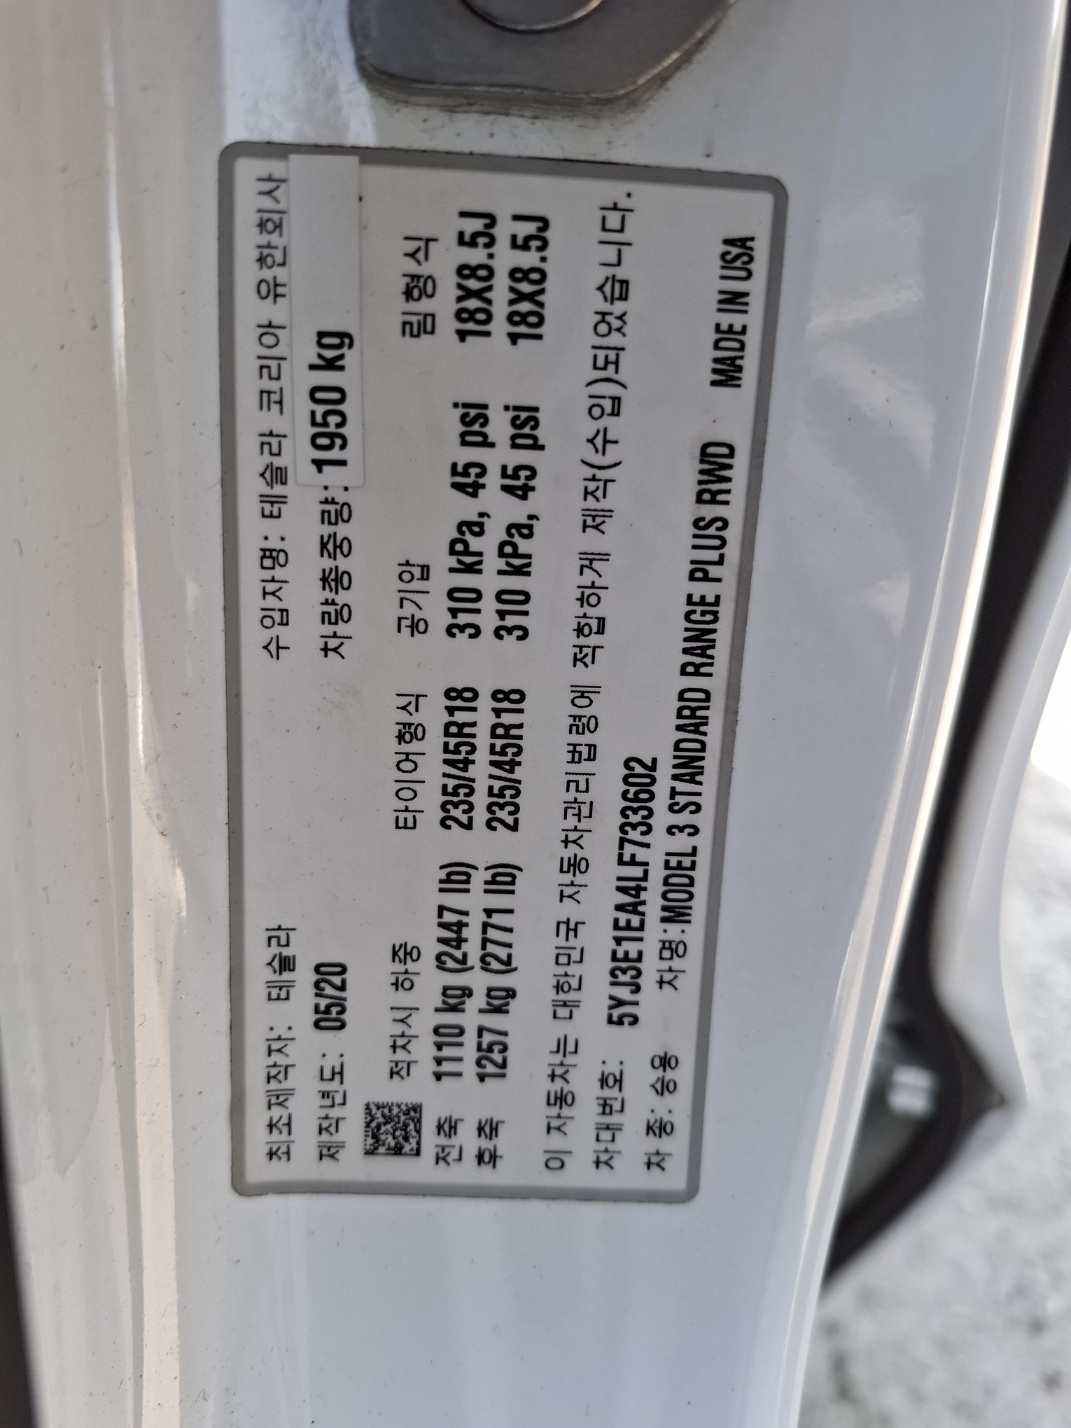 최초제작자: 테슬라 수입자명: 테슬라 코리아 유한회사
제작년도: 05/20 차량총중량: 1950 kg
적차시 하중 타이어형식 공기압 림형식
전축 1110 kg (2447 lb) 235/45R18 310 kPa, 45 psi 18X8.5J
후축 1257 kg (2771 lb) 235/45R18 310 kPa, 45 psi 18X8.5J
이 자동차는 대한민국 자동차관리법령에 적합하게 제작(수입)되었습니다.
차대번호: 5YJ3E1EA4LF733602
차 종: 승용 차명: MODEL 3 STANDARD RANGE PLUS RWD MADE IN USA